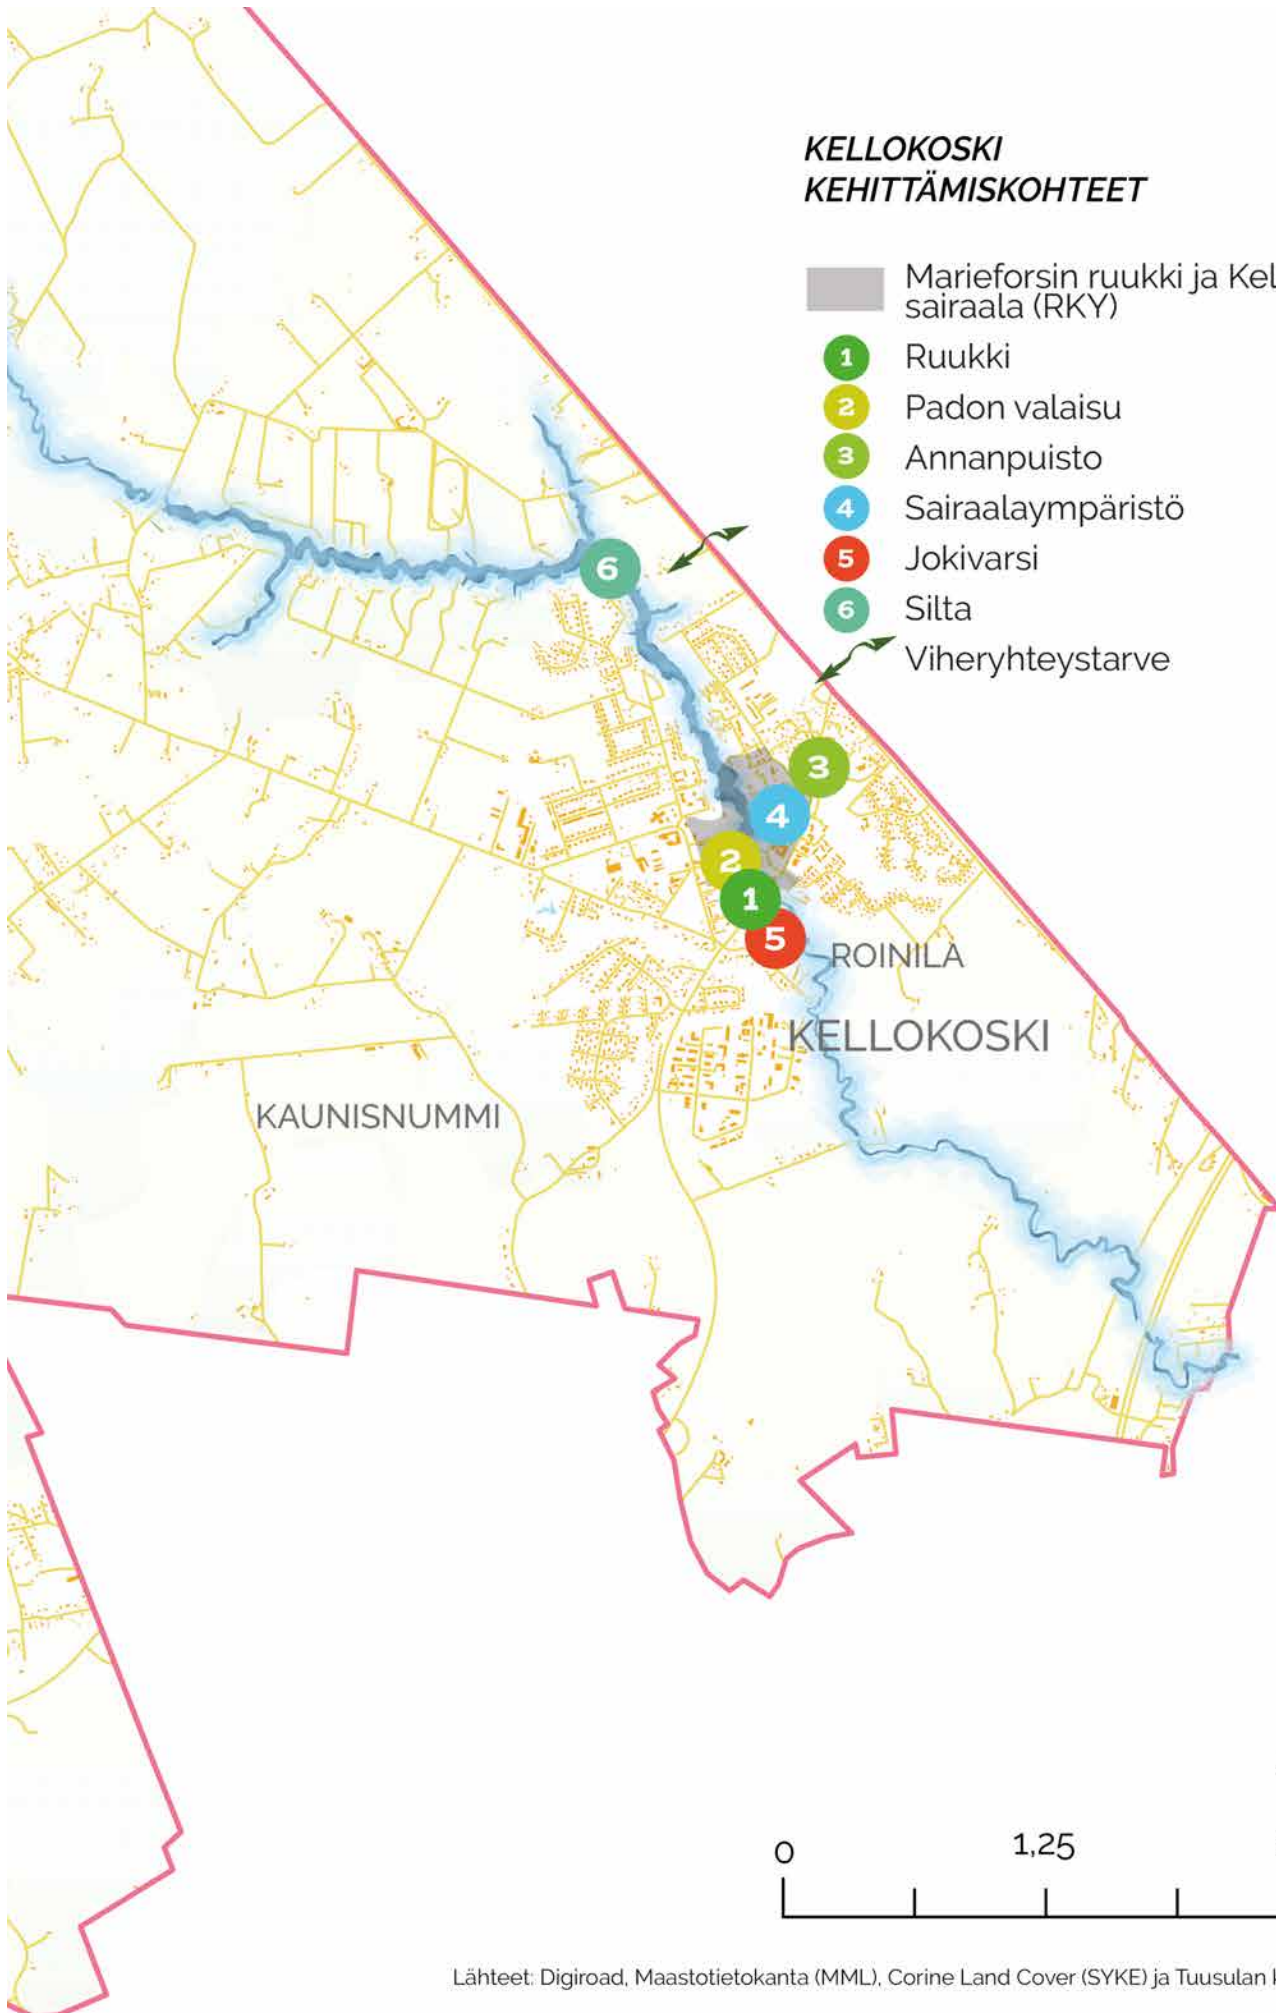 KELLOKOSKI
KEHITTÄMISKOHTEET
Marieforsin ruukki ja Kel
sairaala (RKY)
1 Ruukki
2 Padon valaisu
3 Annanpuisto
4 Sairaalaympäristö
5 Jokivarsi
6 Silta
Viheryhteystarve
6
3
4
2
1
5
ROINILA
KELLOKOSKI
KAUNISNUMMI
0 1,25
Lähteet: Digiroad, Maastotietokanta (MML), Corine Land Cover (SYKE) ja Tuusulan